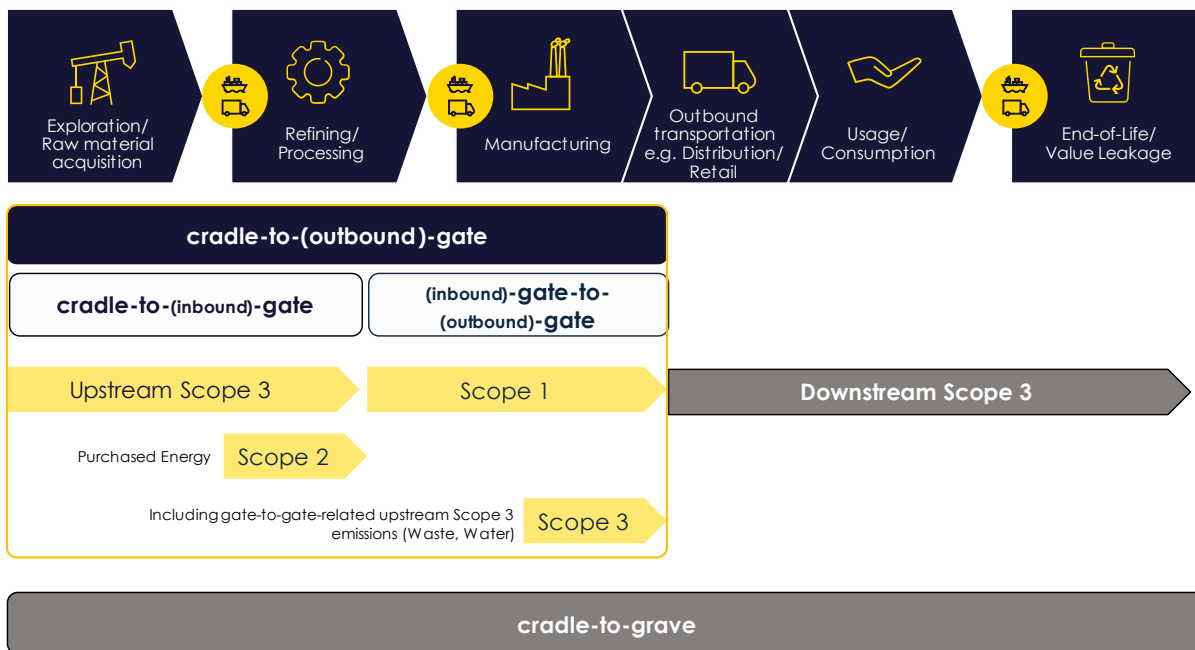 Exploration/
Raw material
acquisition
Refining/
Processing
Manufacturing
Outbound
transportation
e.g. Distribution/
Retail
Usage/
Consumption
End-of-Life/
Value Leakage
cradle-to-(outbound)-gate
cradle-to-(inbound)-gate
(inbound)-gate-to-
(outbound)-gate
Upstream Scope 3
Scope 1
Downstream Scope 3
Purchased Energy
Scope 2
Including gate-to-gate-related upstream Scope 3
emissions (Waste, Water)
Scope 3
cradle-to-grave